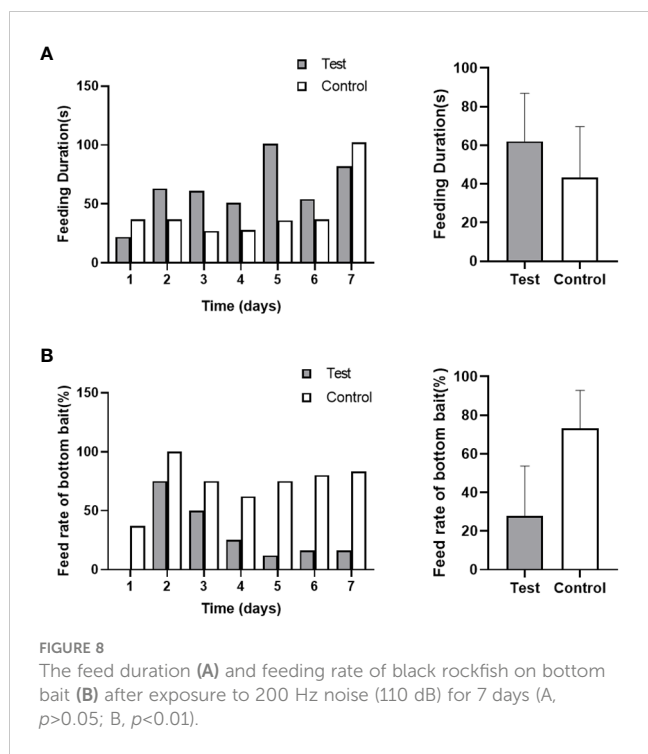 A
Test
Control
150
100
50
0
Feeding Duration(s)
1 2 3 4 5 6 7
Time (days)
100
80
60
40
20
0
Feeding Duration(s)
Test Control
B
Test
Control
150
100
50
0
Feed rate of bottom bait(%)
1 2 3 4 5 6 7
Time (days)
100
80
60
40
20
0
Feed rate of bottom bait(%)
Test Control
FIGURE 8
The feed duration (A) and feeding rate of black rockfish on bottom
bait (B) after exposure to 200 Hz noise (110 dB) for 7 days (A,
p>0.05; B, p<0.01).